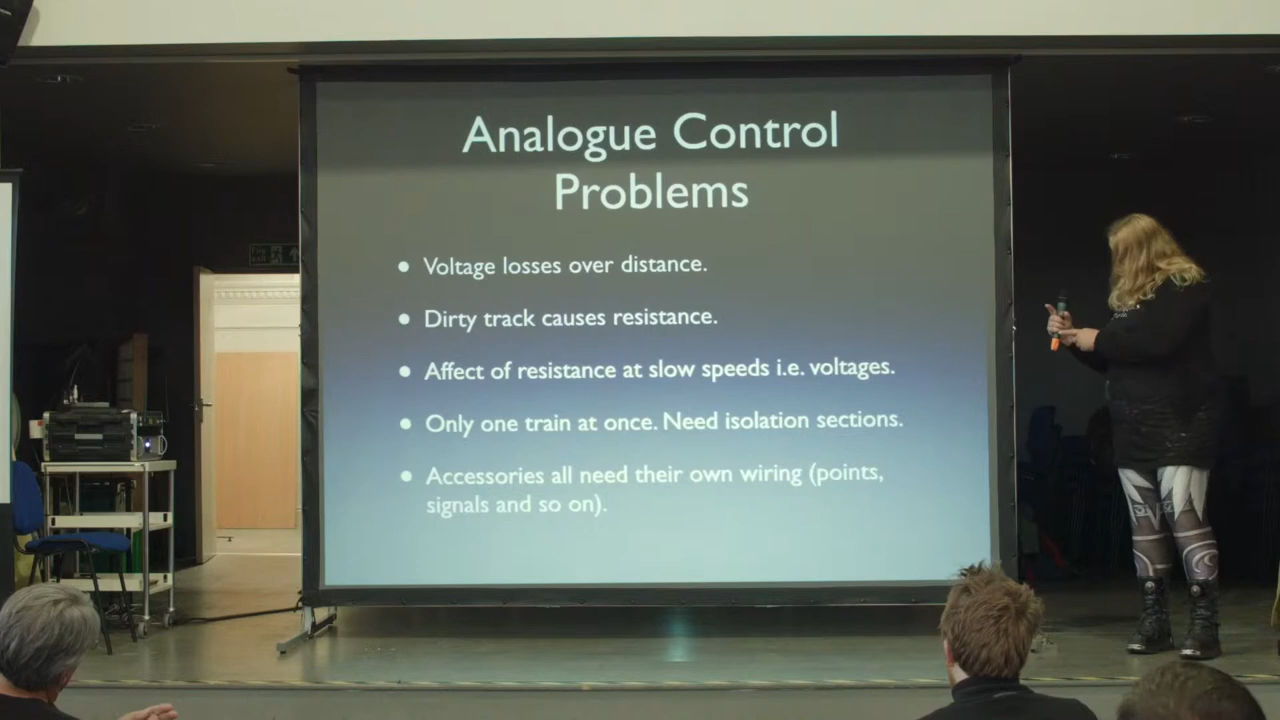 Analogue Control
Problems
• Voltage losses over distance.
• Dirty track causes resistance.
• Affect of resistance at slow speeds i.e. voltages.
• Only one train at once. Need isolation sections.
• Accessories all need their own wiring (points,
signals and so on).